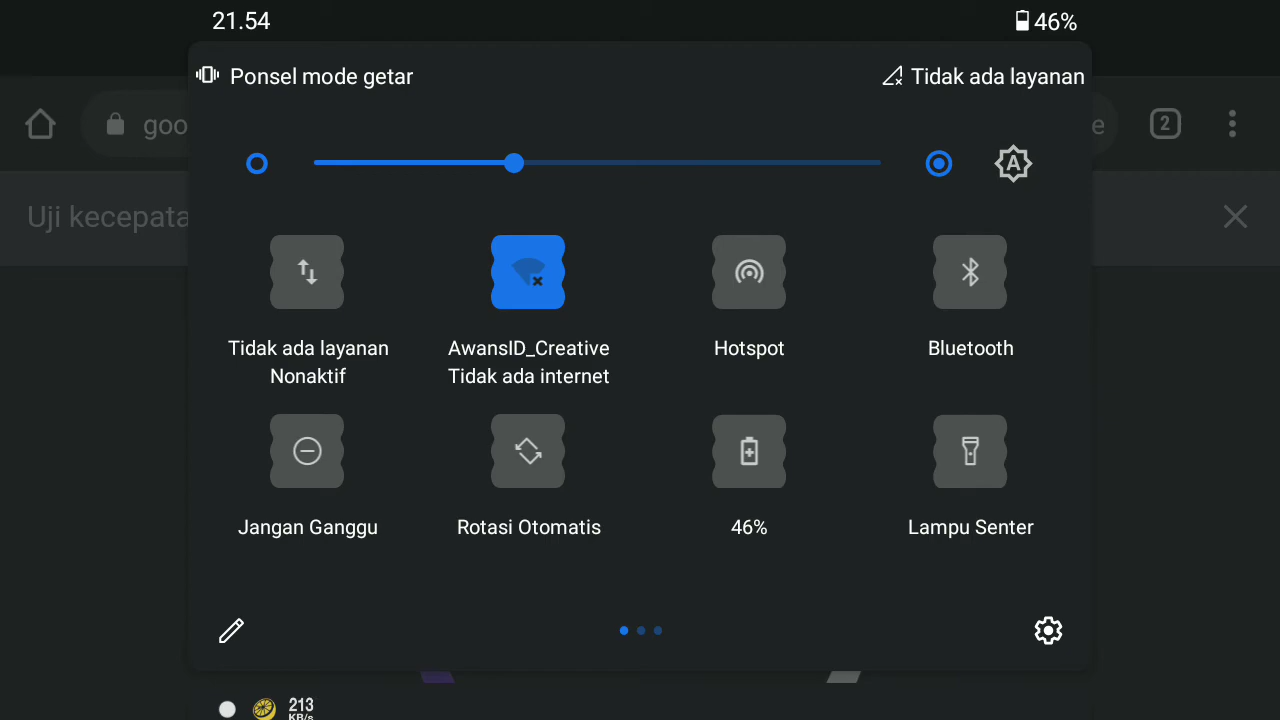 21.54
46%
Ponsel mode getar
Tidak ada layanan
goo
e
2
A
Uji kecepata
Tidak ada layanan
Nonaktif
AwansID_Creative
Tidak ada internet
Hotspot
Bluetooth
Jangan Ganggu
Rotasi Otomatis
46%
Lampu Senter
213
KB/s